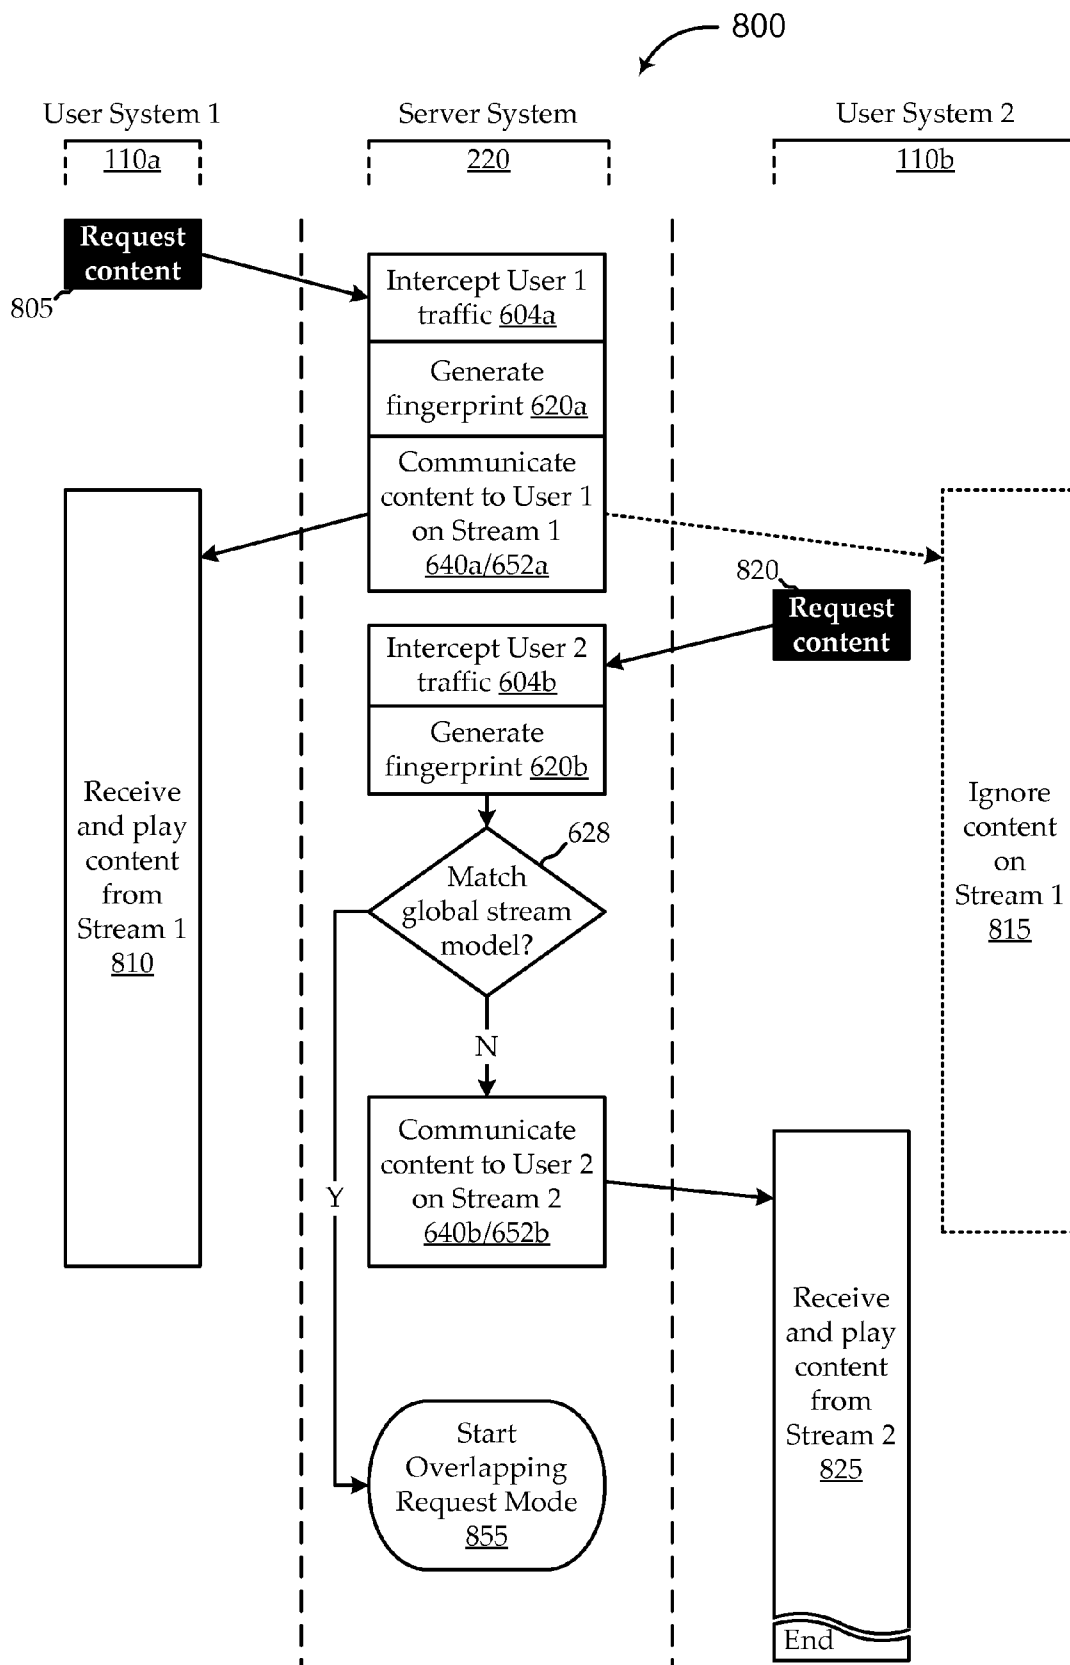 800
User System 1
Server System
User System 2
110a
220
110b
Request
content
805
Intercept User 1
traffic 604a
Generate
fingerprint 620a
Communicate
content to User 1
on Stream 1
640a/652a
820
Request
content
Intercept User 2
traffic 604b
Generate
fingerprint 620b
Receive
and play
content
from
Stream 1
810
Ignore
content
on
Stream 1
815
628
Match
global stream
model?
N
Y
Communicate
content to User 2
on Stream 2
640b/652b
Receive
and play
content
from
Stream 2
825
Start
Overlapping
Request Mode
855
End